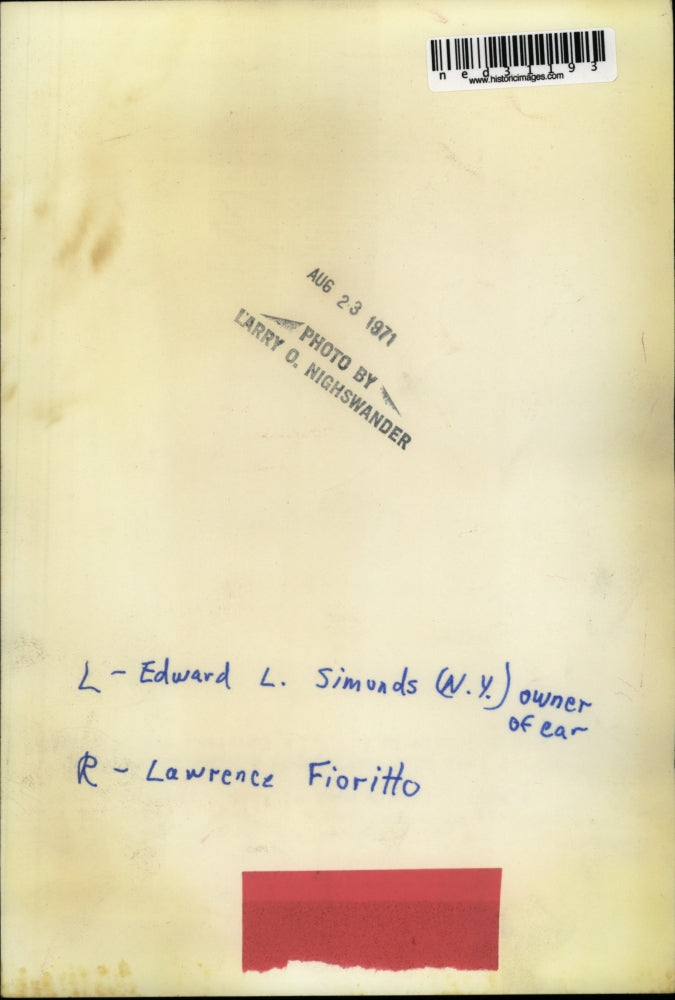 ned31193
www.historicimages.com
AUG 23 1971
PHOTO BY
LARRY O. NIGHSWANDER
L - Edward L. Simonds (N.Y.) owner
of car
R - Lawrence Fioritto